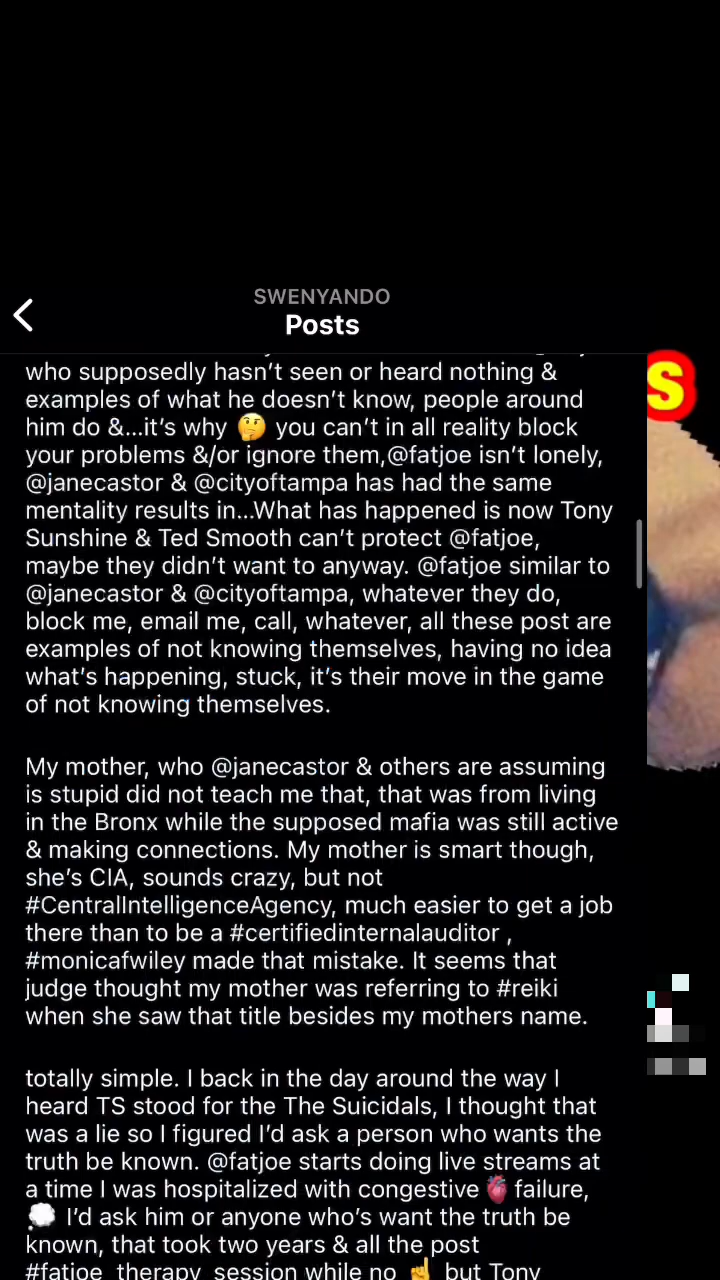 SWENYANDO
Posts
who supposedly hasn't seen or heard nothing &
examples of what he doesn't know, people around
him do &...it's why 🤔 you can't in all reality block
your problems &/or ignore them,@fatjoe isn't lonely,
@janecastor & @cityoftampa has had the same
mentality results in...What has happened is now Tony
Sunshine & Ted Smooth can't protect @fatjoe,
maybe they didn't want to anyway. @fatjoe similar to
@janecastor & @cityoftampa, whatever they do,
block me, email me, call, whatever, all these post are
examples of not knowing themselves, having no idea
what's happening, stuck, it's their move in the game
of not knowing themselves.
My mother, who @janecastor & others are assuming
is stupid did not teach me that, that was from living
in the Bronx while the supposed mafia was still active
& making connections. My mother is smart though,
she's CIA, sounds crazy, but not
#CentralIntelligenceAgency, much easier to get a job
there than to be a #certifiedinternalauditor ,
#monicafwiley made that mistake. It seems that
judge thought my mother was referring to #reiki
when she saw that title besides my mothers name.
totally simple. I back in the day around the way I
heard TS stood for the The Suicidals, I thought that
was a lie so I figured I'd ask a person who wants the
truth be known. @fatjoe starts doing live streams at
a time I was hospitalized with congestive 🫀 failure,
💭 I'd ask him or anyone who's want the truth be
known, that took two years & all the post
#fatjoe_therapy_session while no ☝️ but Tony
S